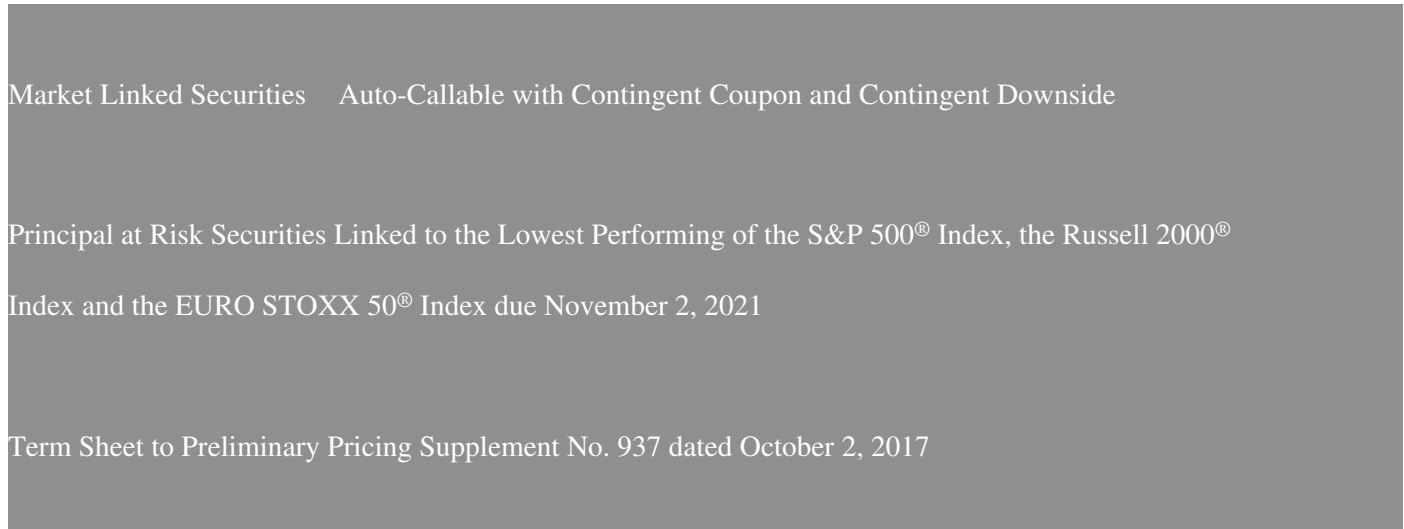 Market Linked Securities Auto-Callable with Contingent Coupon and Contingent Downside
Principal at Risk Securities Linked to the Lowest Performing of the S&P 500® Index, the Russell 2000®
Index and the EURO STOXX 50® Index due November 2, 2021
Term Sheet to Preliminary Pricing Supplement No. 937 dated October 2, 2017